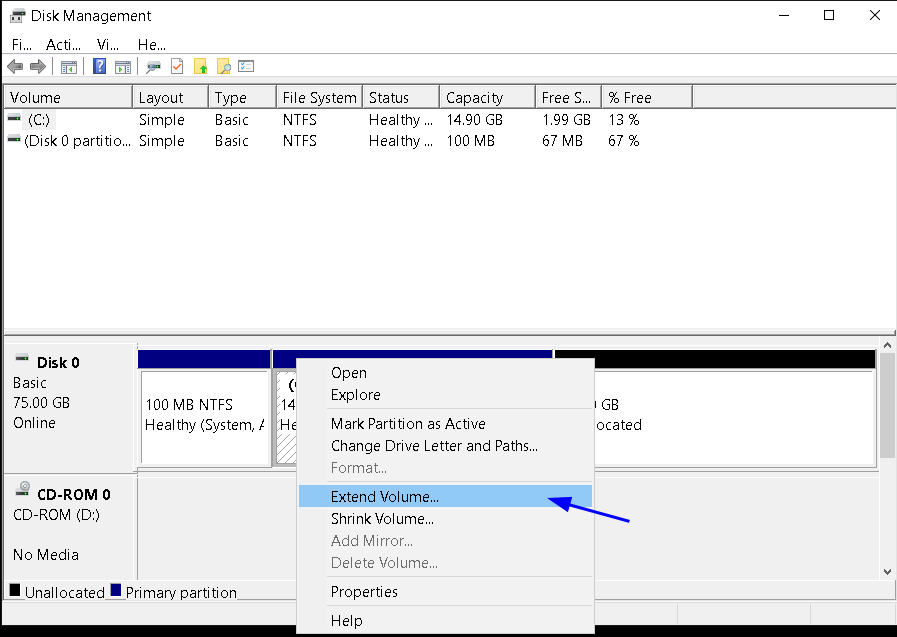 Disk Management
Fi... Acti... Vi... He...
Volume Layout Type File System Status Capacity Free S... % Free
(C:) Simple Basic NTFS Healthy ... 14.90 GB 1.99 GB 13 %
(Disk 0 partitio... Simple Basic NTFS Healthy ... 100 MB 67 MB 67 %
Disk 0
Basic
75.00 GB
Online
100 MB NTFS
Healthy (System, A
(
14
He
GB
ocated
Open
Explore
Mark Partition as Active
Change Drive Letter and Paths...
Format...
Extend Volume...
Shrink Volume...
Add Mirror...
Delete Volume...
Properties
Help
CD-ROM 0
CD-ROM (D:)
No Media
Unallocated Primary partition